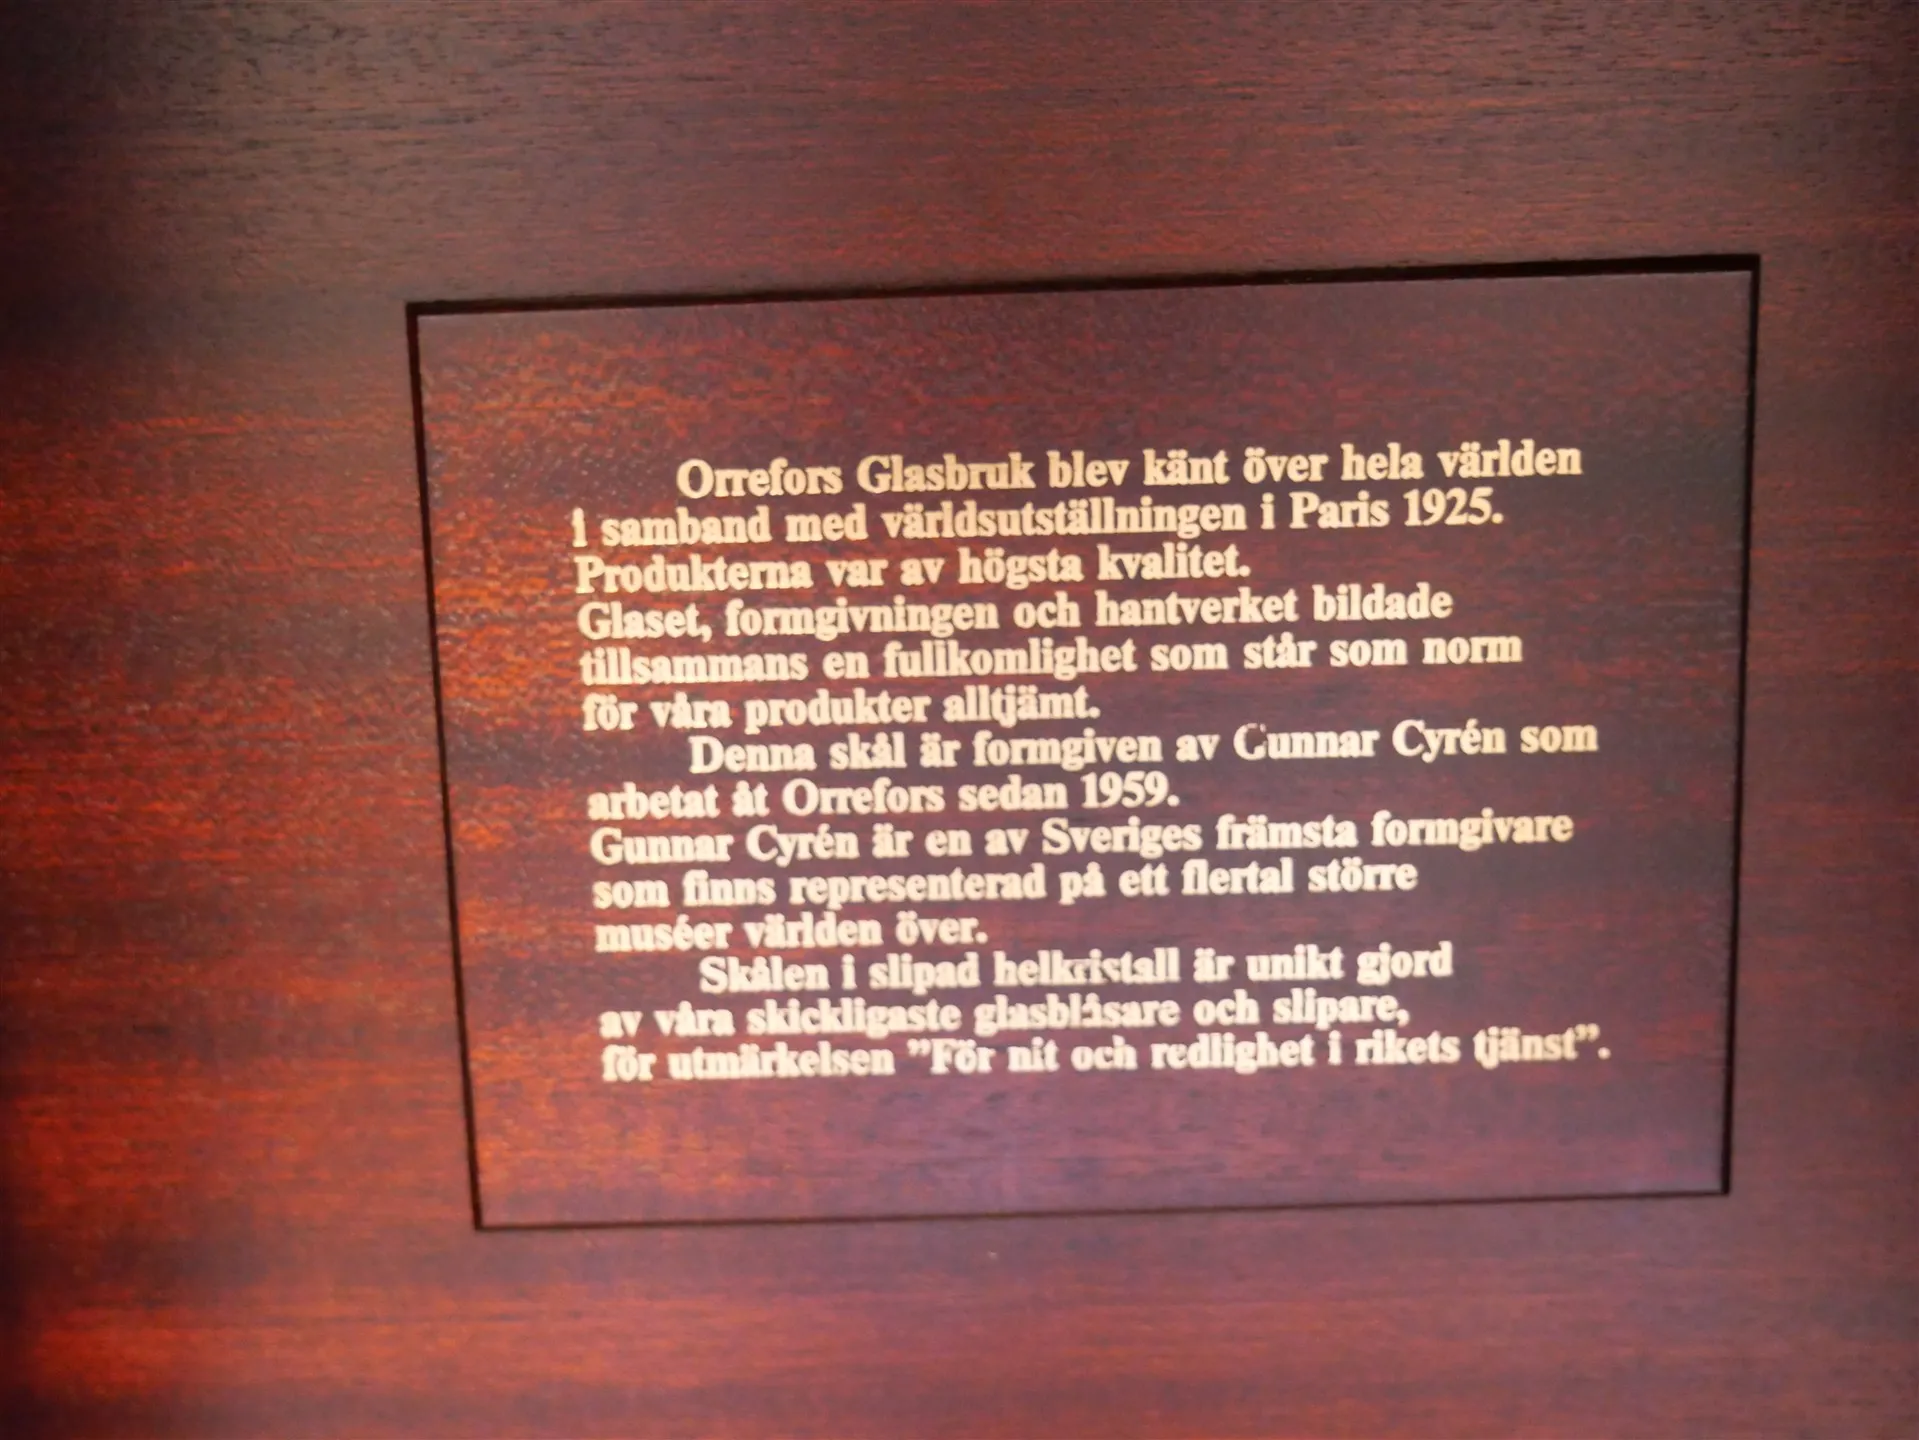 Orrefors Glasbruk blev känt över hela världen
i samband med världsutställningen i Paris 1925.
Produkterna var av högsta kvalitet.
Glaset, formgivningen och hantverket bildade
tillsammans en fullkomlighet som står som norm
för våra produkter alltjämt.
Denna skål är formgiven av Gunnar Cyrén som
arbetat åt Orrefors sedan 1959.
Gunnar Cyrén är en av Sveriges främsta formgivare
som finns representerad på ett flertal större
muséer världen över.
Skålen i slipad helkristall är unikt gjord
av våra skickligaste glasblåsare och slipare,
för utmärkelsen ”För nit och redlighet i rikets tjänst”.